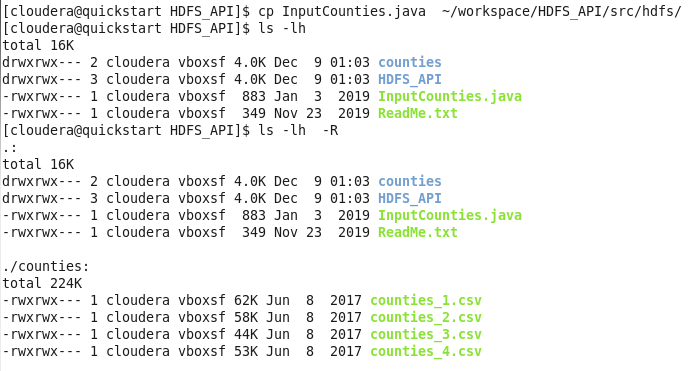 [cloudera@quickstart HDFS_API]$ cp InputCounties.java  ~/workspace/HDFS_API/src/hdfs/
[cloudera@quickstart HDFS_API]$ ls -lh
total 16K
drwxrwx--- 2 cloudera vboxsf 4.0K Dec  9 01:03 counties
drwxrwx--- 3 cloudera vboxsf 4.0K Dec  9 01:03 HDFS_API
-rwxrwx--- 1 cloudera vboxsf  883 Jan  3  2019 InputCounties.java
-rwxrwx--- 1 cloudera vboxsf  349 Nov 23  2019 ReadMe.txt
[cloudera@quickstart HDFS_API]$ ls -lh  -R
.:
total 16K
drwxrwx--- 2 cloudera vboxsf 4.0K Dec  9 01:03 counties
drwxrwx--- 3 cloudera vboxsf 4.0K Dec  9 01:03 HDFS_API
-rwxrwx--- 1 cloudera vboxsf  883 Jan  3  2019 InputCounties.java
-rwxrwx--- 1 cloudera vboxsf  349 Nov 23  2019 ReadMe.txt

./counties:
total 224K
-rwxrwx--- 1 cloudera vboxsf 62K Jun  8  2017 counties_1.csv
-rwxrwx--- 1 cloudera vboxsf 58K Jun  8  2017 counties_2.csv
-rwxrwx--- 1 cloudera vboxsf 44K Jun  8  2017 counties_3.csv
-rwxrwx--- 1 cloudera vboxsf 53K Jun  8  2017 counties_4.csv